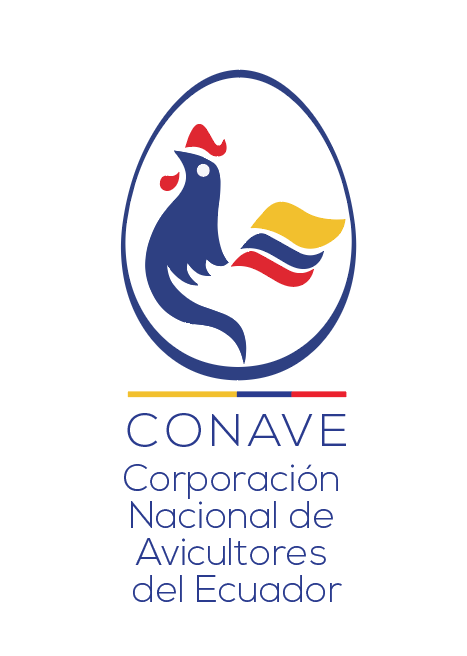 CONAVE
Corporación
Nacional de
Avicultores
del Ecuador